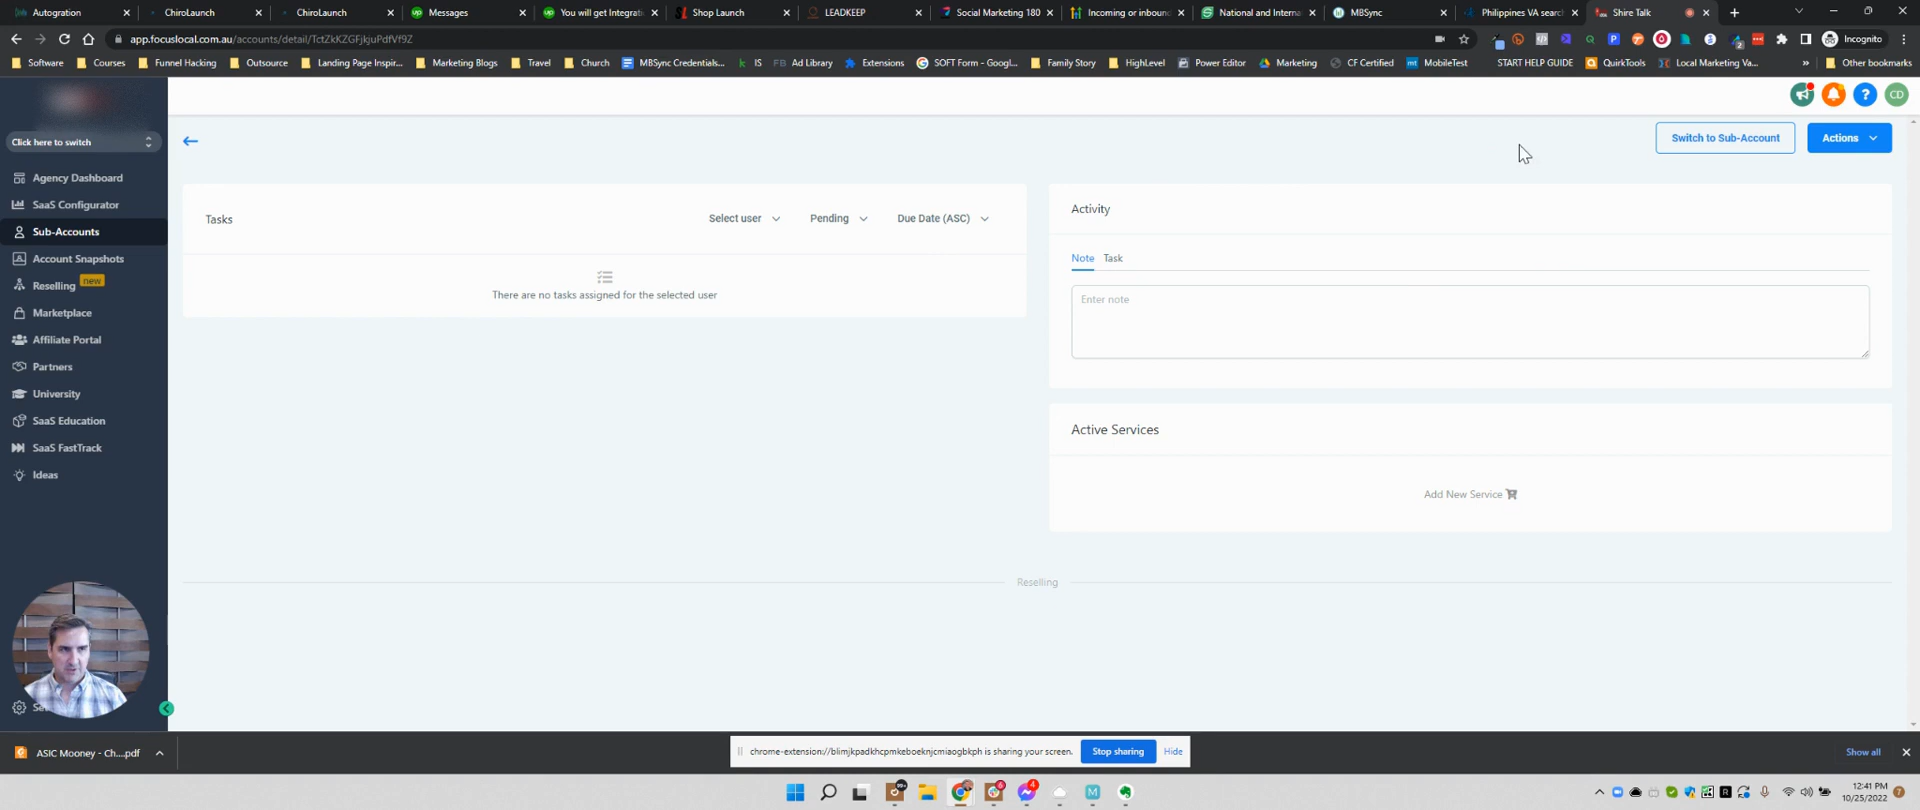 Autogration
ChiroLaunch
ChiroLaunch
Messages
You will get Integrati
Shop Launch
LEADKEEP
Social Marketing 180
Incoming or inbound
National and Interna
MBSync
Philippines VA search
Shire Talk
app.focuslocal.com.au/accounts/detail/TctZkKZGFjkjuPdfVf9Z
Incognito
Software
Courses
Funnel Hacking
Outsource
Landing Page Inspir...
Marketing Blogs
Travel
Church
MBSync Credentials...
IS
Ad Library
Extensions
SOFT Form - Googl...
Family Story
HighLevel
Power Editor
Marketing
CF Certified
MobileTest
START HELP GUIDE
QuirkTools
Local Marketing Va...
»
Other bookmarks
CD
Click here to switch
Switch to Sub-Account
Actions
Agency Dashboard
SaaS Configurator
Sub-Accounts
Account Snapshots
Reselling new
Marketplace
Affiliate Portal
Partners
University
SaaS Education
SaaS FastTrack
Ideas
Tasks
Select user
Pending
Due Date (ASC)
There are no tasks assigned for the selected user
Activity
Note
Task
Enter note
Active Services
Add New Service
Reselling
ASIC Mooney - Ch....pdf
chrome-extension://blimjkpadkhcpmkeboeknjcmiaogbkph is sharing your screen.
Stop sharing
Hide
Show all
12:41 PM
10/25/2022